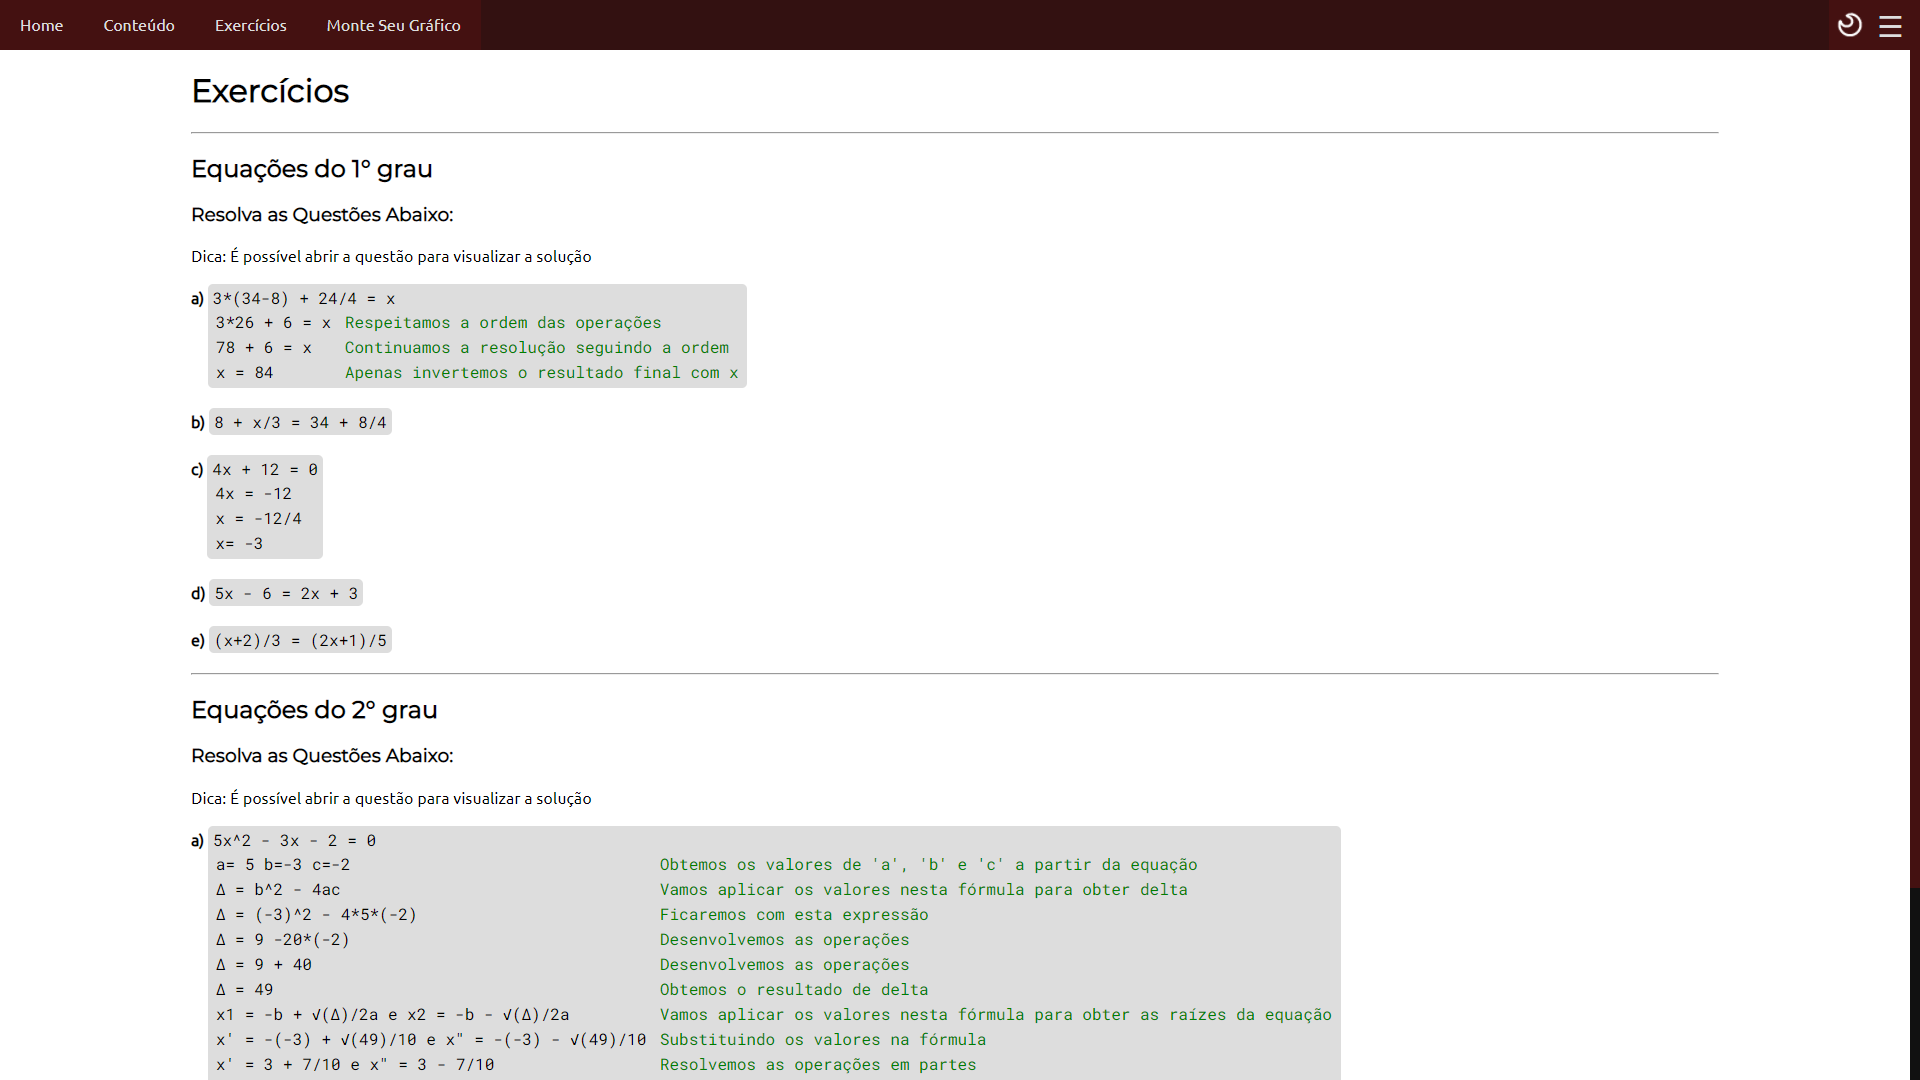 Home Conteúdo Exercícios Monte Seu Gráfico
Exercícios
Equações do 1º grau
Resolva as Questões Abaixo:
Dica: É possível abrir a questão para visualizar a solução
a) 3*(34-8) + 24/4 = x
3*26 + 6 = x Respeitamos a ordem das operações
78 + 6 = x Continuamos a resolução seguindo a ordem
x = 84 Apenas invertemos o resultado final com x
b) 8 + x/3 = 34 + 8/4
c) 4x + 12 = 0
4x = -12
x = -12/4
x= -3
d) 5x - 6 = 2x + 3
e) (x+2)/3 = (2x+1)/5
Equações do 2º grau
Resolva as Questões Abaixo:
Dica: É possível abrir a questão para visualizar a solução
a) 5x^2 - 3x - 2 = 0
a= 5 b=-3 c=-2 Obtemos os valores de 'a', 'b' e 'c' a partir da equação
Δ = b^2 - 4ac Vamos aplicar os valores nesta fórmula para obter delta
Δ = (-3)^2 - 4*5*(-2) Ficaremos com esta expressão
Δ = 9 -20*(-2) Desenvolvemos as operações
Δ = 9 + 40 Desenvolvemos as operações
Δ = 49 Obtemos o resultado de delta
x1 = -b + √(Δ)/2a e x2 = -b - √(Δ)/2a Vamos aplicar os valores nesta fórmula para obter as raízes da equação
x' = -(-3) + √(49)/10 e x" = -(-3) - √(49)/10 Substituindo os valores na fórmula
x' = 3 + 7/10 e x" = 3 - 7/10 Resolvemos as operações em partes